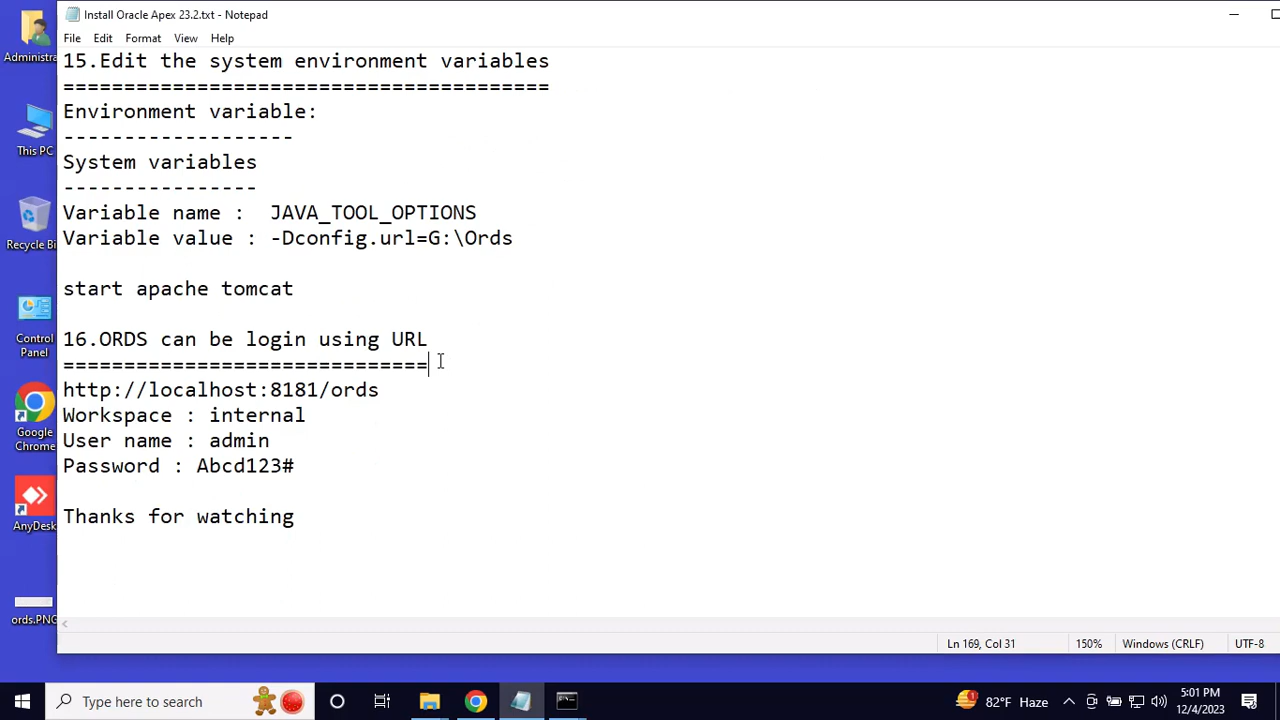 Install Oracle Apex 23.2.txt - Notepad
File Edit Format View Help
15.Edit the system environment variables
========================================
Environment variable:
-------------------
System variables
----------------
Variable name :  JAVA_TOOL_OPTIONS
Variable value : -Dconfig.url=G:\Ords
start apache tomcat
16.ORDS can be login using URL
==============================
http://localhost:8181/ords
Workspace : internal
User name : admin
Password : Abcd123#
Thanks for watching
Administra
This PC
Recycle Bi
Control
Panel
Google
Chrome
AnyDesk
ords.PNG
Ln 169, Col 31
150%
Windows (CRLF)
UTF-8
Type here to search
82°F Haze
5:01 PM
12/4/2023